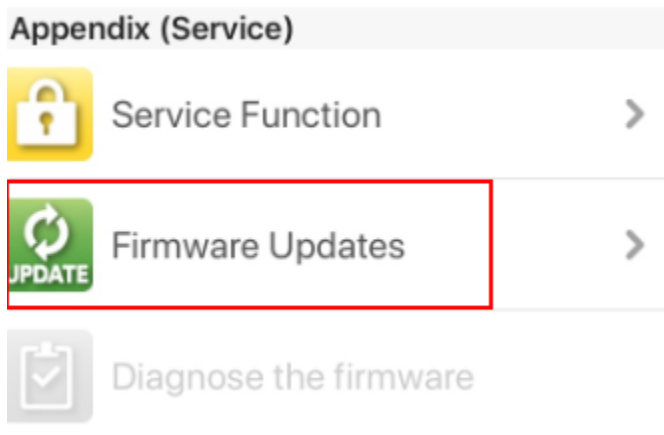 Appendix (Service)
Service Function
UPDATE
Firmware Updates
Diagnose the firmware